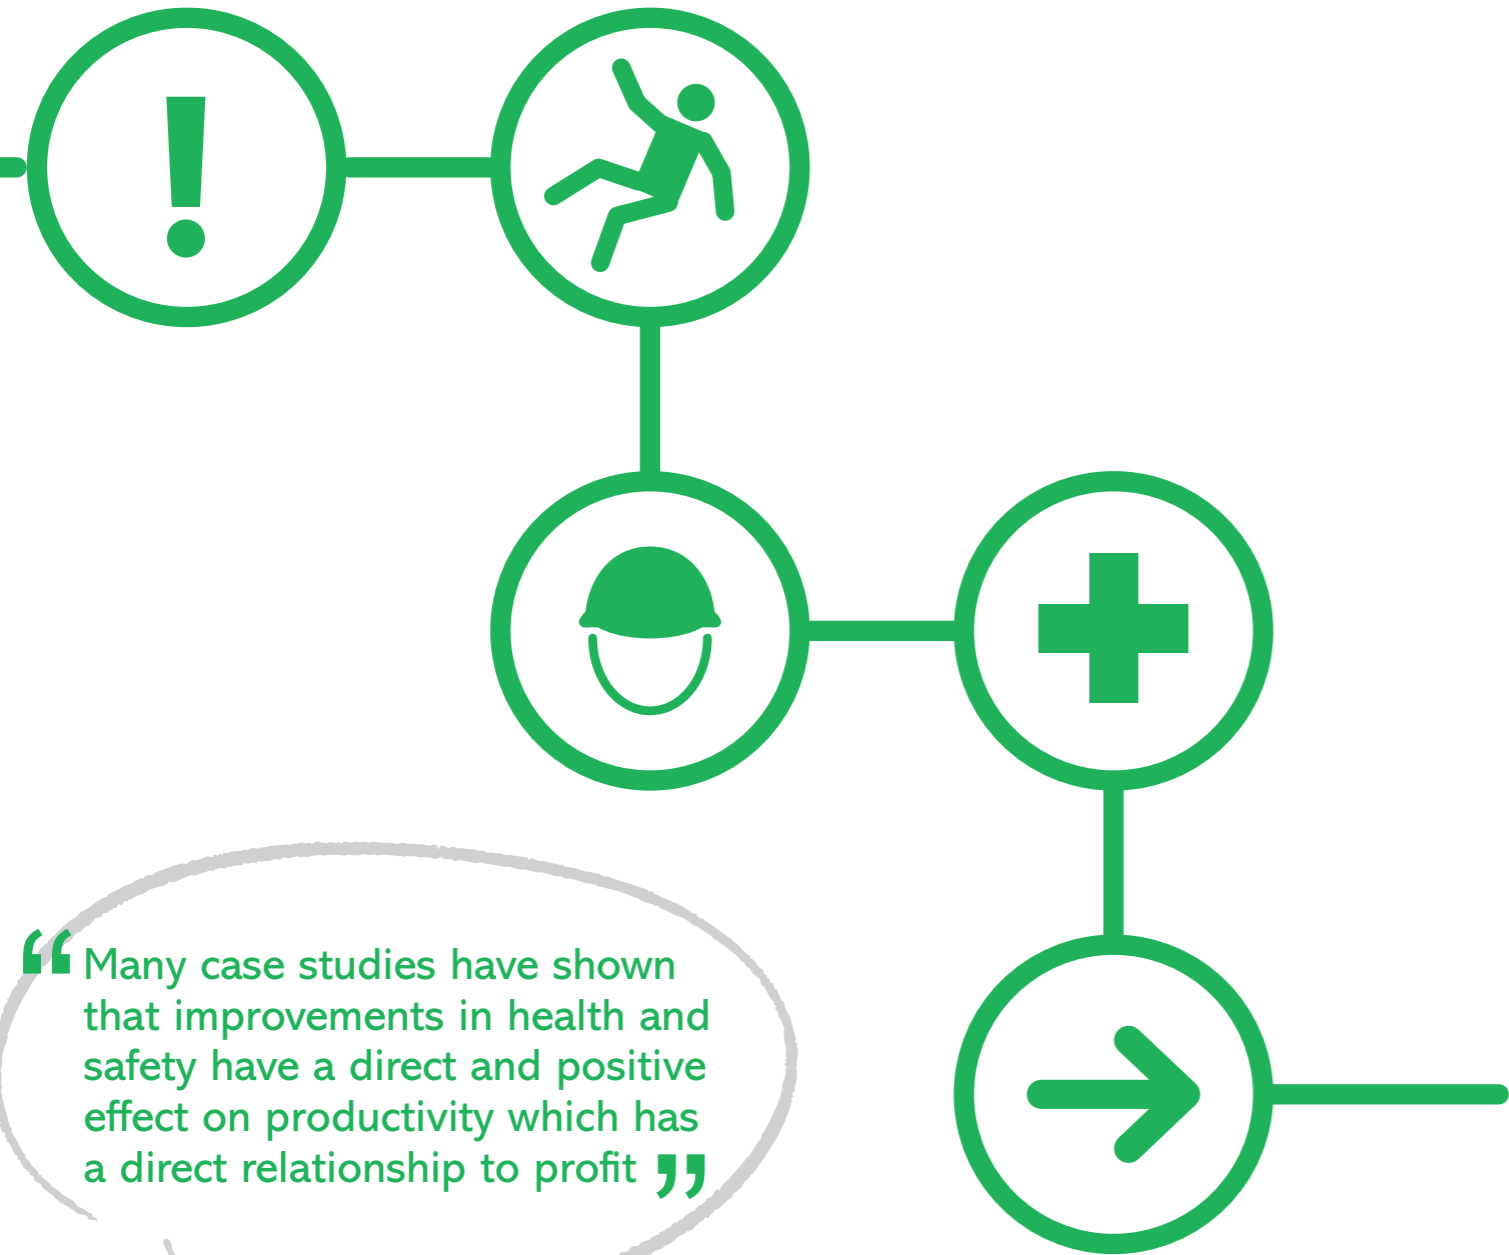 !
“ Many case studies have shown
that improvements in health and
safety have a direct and positive
effect on productivity which has
a direct relationship to profit ”